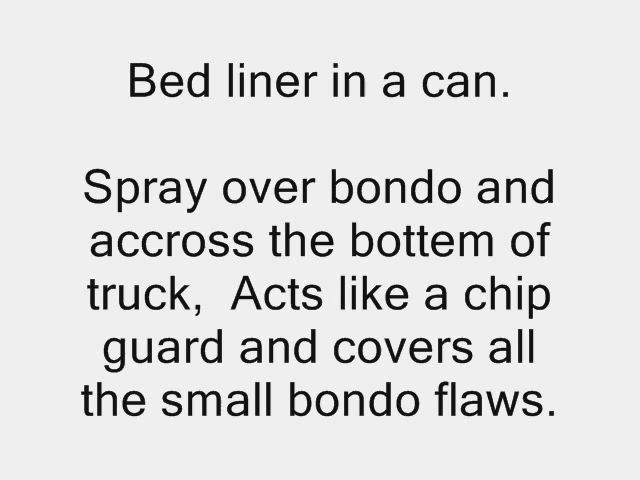 Bed liner in a can.
Spray over bondo and
accross the bottem of
truck,  Acts like a chip
guard and covers all
the small bondo flaws.